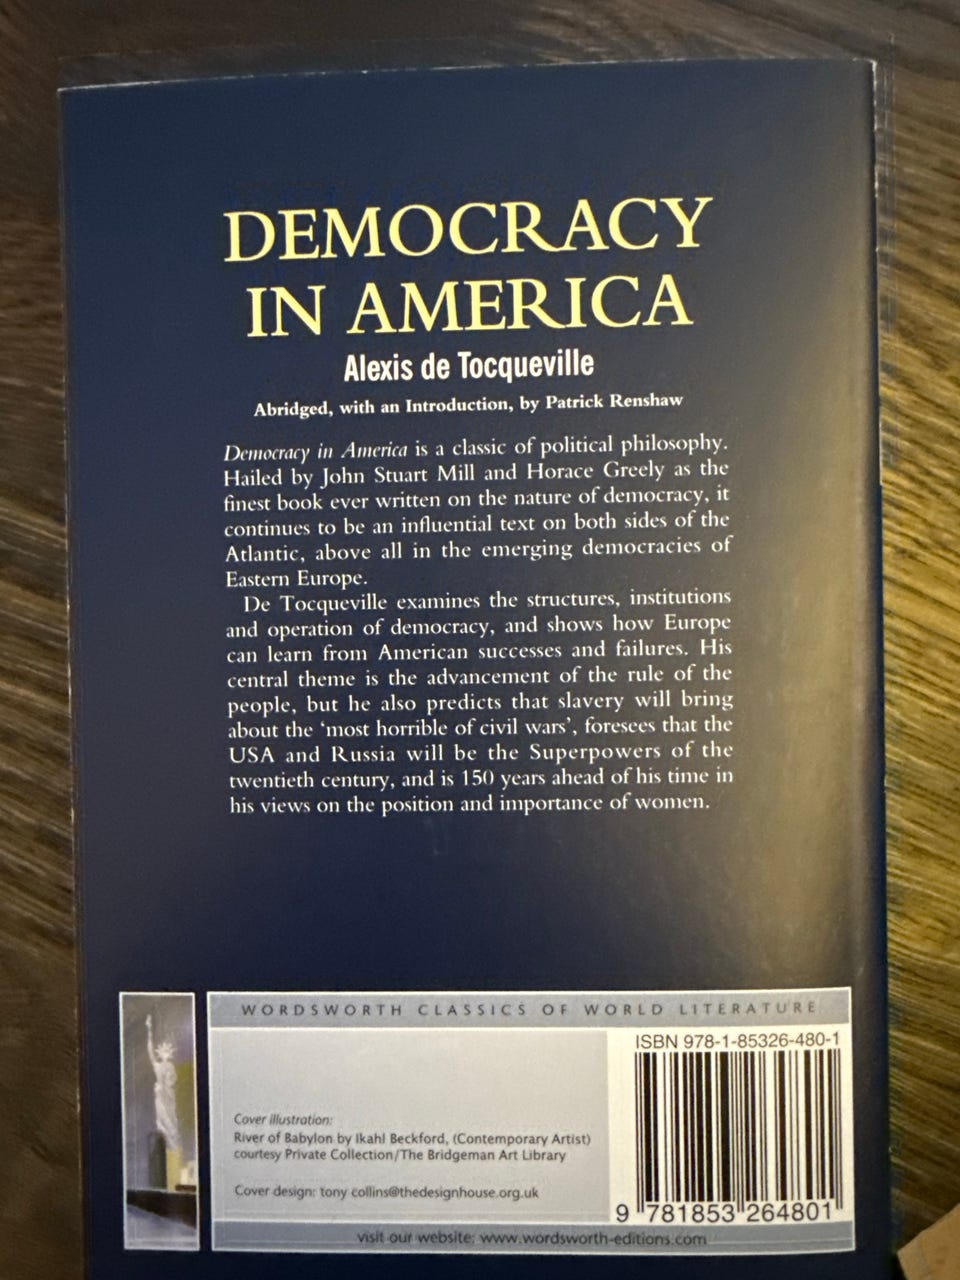 DEMOCRACY
IN AMERICA
Alexis de Tocqueville
Abridged, with an Introduction, by Patrick Renshaw
Democracy in America is a classic of political philosophy.
Hailed by John Stuart Mill and Horace Greely as the
finest book ever written on the nature of democracy, it
continues to be an influential text on both sides of the
Atlantic, above all in the emerging democracies of
Eastern Europe.
De Tocqueville examines the structures, institutions
and operation of democracy, and shows how Europe
can learn from American successes and failures. His
central theme is the advancement of the rule of the
people, but he also predicts that slavery will bring
about the ‘most horrible of civil wars’, foresees that the
USA and Russia will be the Superpowers of the
twentieth century, and is 150 years ahead of his time in
his views on the position and importance of women.
WORDSWORTH CLASSICS OF WORLD LITERATURE
ISBN 978-1-85326-480-1
Cover illustration:
River of Babylon by Ikahl Beckford, (Contemporary Artist)
courtesy Private Collection/The Bridgeman Art Library
Cover design: tony collins@thedesignhouse.org.uk
9 781853 264801
visit our website: www.wordsworth-editions.com